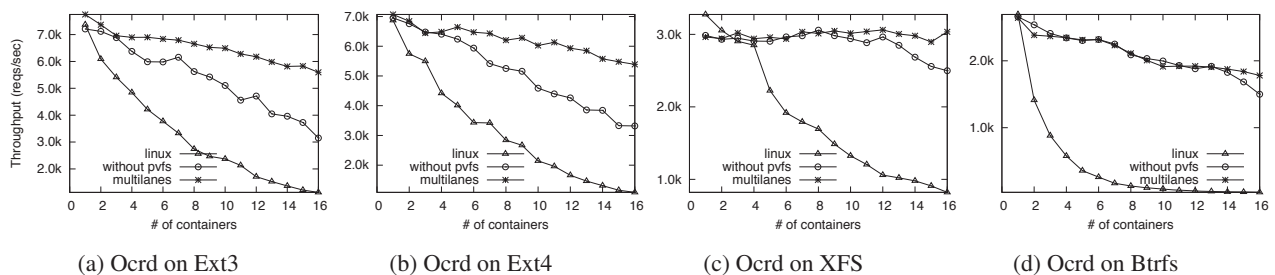 Throughput (reqs/sec)
7.0k
6.0k
5.0k
4.0k
3.0k
2.0k
linux
without pvfs
multilanes
0 2 4 6 8 10 12 14 16
# of containers
(a) Ocrd on Ext3
7.0k
6.0k
5.0k
4.0k
3.0k
2.0k
1.0k
linux
without pvfs
multilanes
0 2 4 6 8 10 12 14 16
# of containers
(b) Ocrd on Ext4
3.0k
2.0k
1.0k
linux
without pvfs
multilanes
0 2 4 6 8 10 12 14 16
# of containers
(c) Ocrd on XFS
2.0k
1.0k
linux
without pvfs
multilanes
0 2 4 6 8 10 12 14 16
# of containers
(d) Ocrd on Btrfs